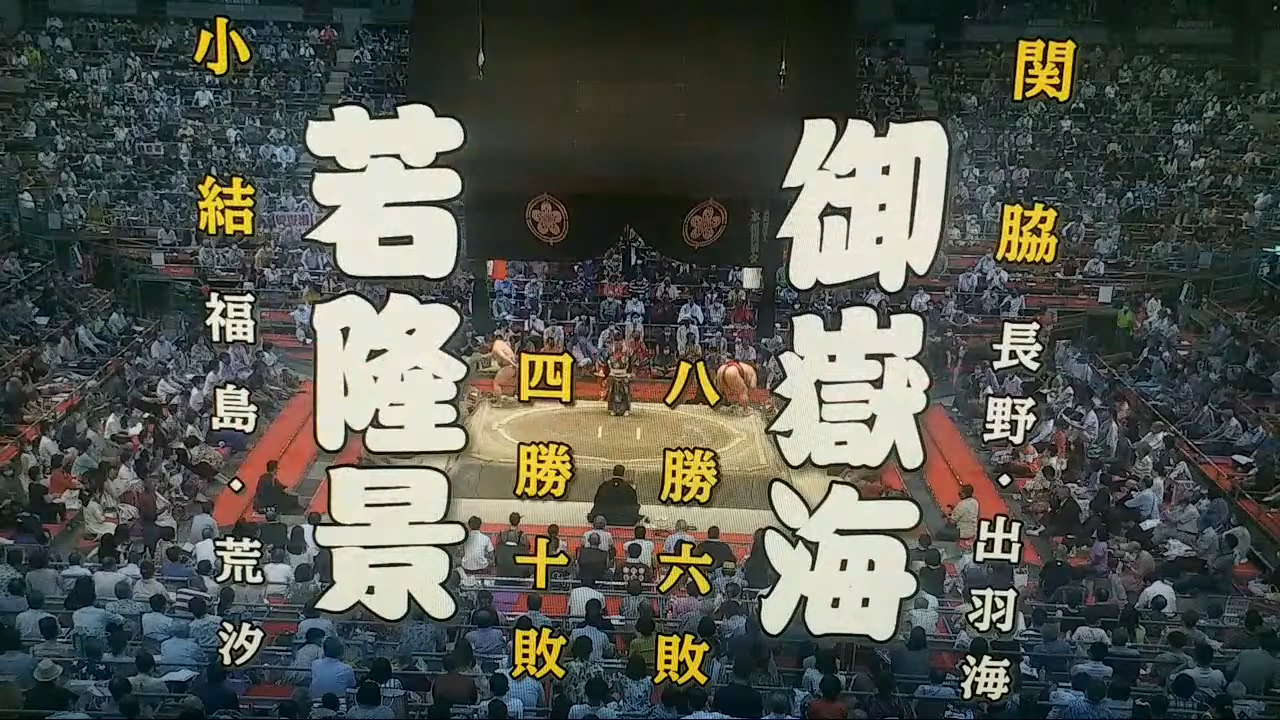 関脇
御嶽海
長野・出羽海
八勝六敗
四勝十敗
若隆景
小結
福島・荒汐